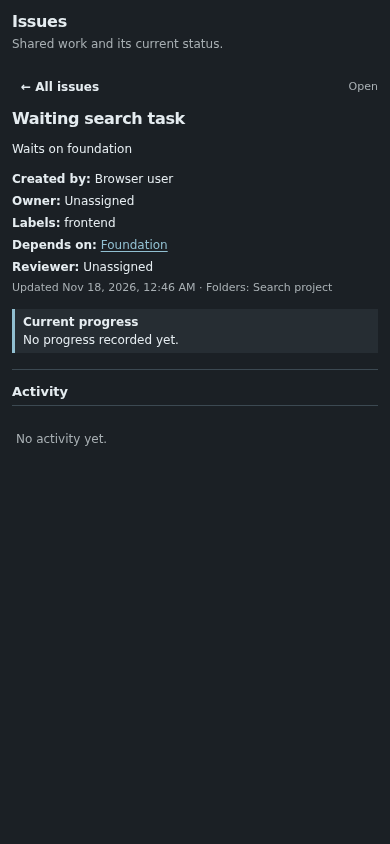 Issues
Shared work and its current status.
← All issues
Open
Waiting search task
Waits on foundation
Created by: Browser user
Owner: Unassigned
Labels: frontend
Depends on: Foundation
Reviewer: Unassigned
Updated Nov 18, 2026, 12:46 AM · Folders: Search project
Current progress
No progress recorded yet.
Activity
No activity yet.